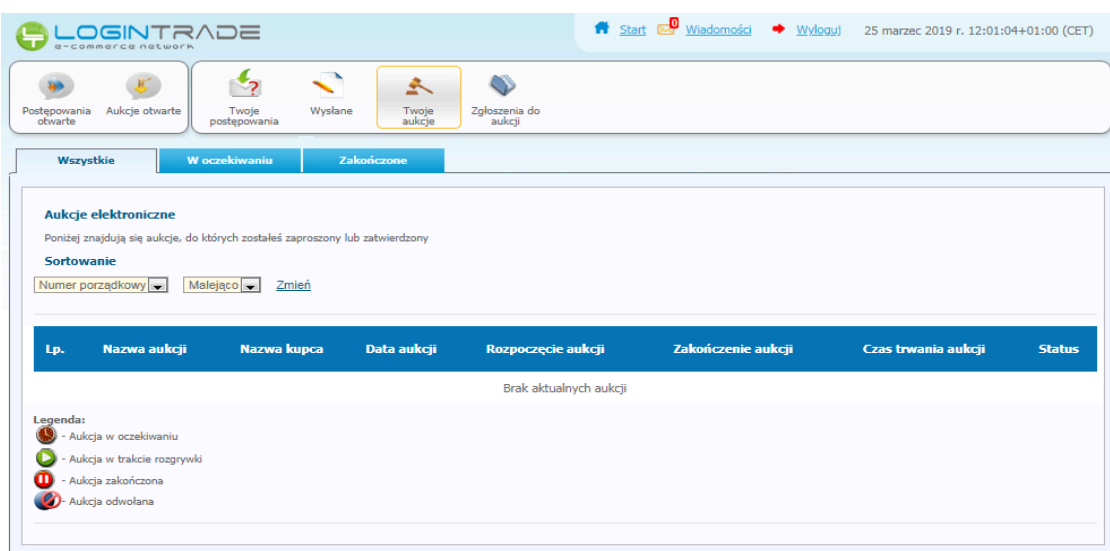 LOGINTRADE
e-commerce network
0
Start Wiadomości Wyloguj 25 marzec 2019 r. 12:01:04+01:00 (CET)
Postępowania otwarte
Aukcje otwarte
Twoje postępowania
Wysłane
Twoje aukcje
Zgłoszenia do aukcji
Wszystkie W oczekiwaniu Zakończone
Aukcje elektroniczne
Poniżej znajdują się aukcje, do których zostałeś zaproszony lub zatwierdzony
Sortowanie
Numer porządkowy Malejąco Zmień
Lp. Nazwa aukcji Nazwa kupca Data aukcji Rozpoczęcie aukcji Zakończenie aukcji Czas trwania aukcji Status
Brak aktualnych aukcji
Legenda:
- Aukcja w oczekiwaniu
- Aukcja w trakcie rozgrywki
- Aukcja zakończona
- Aukcja odwołana